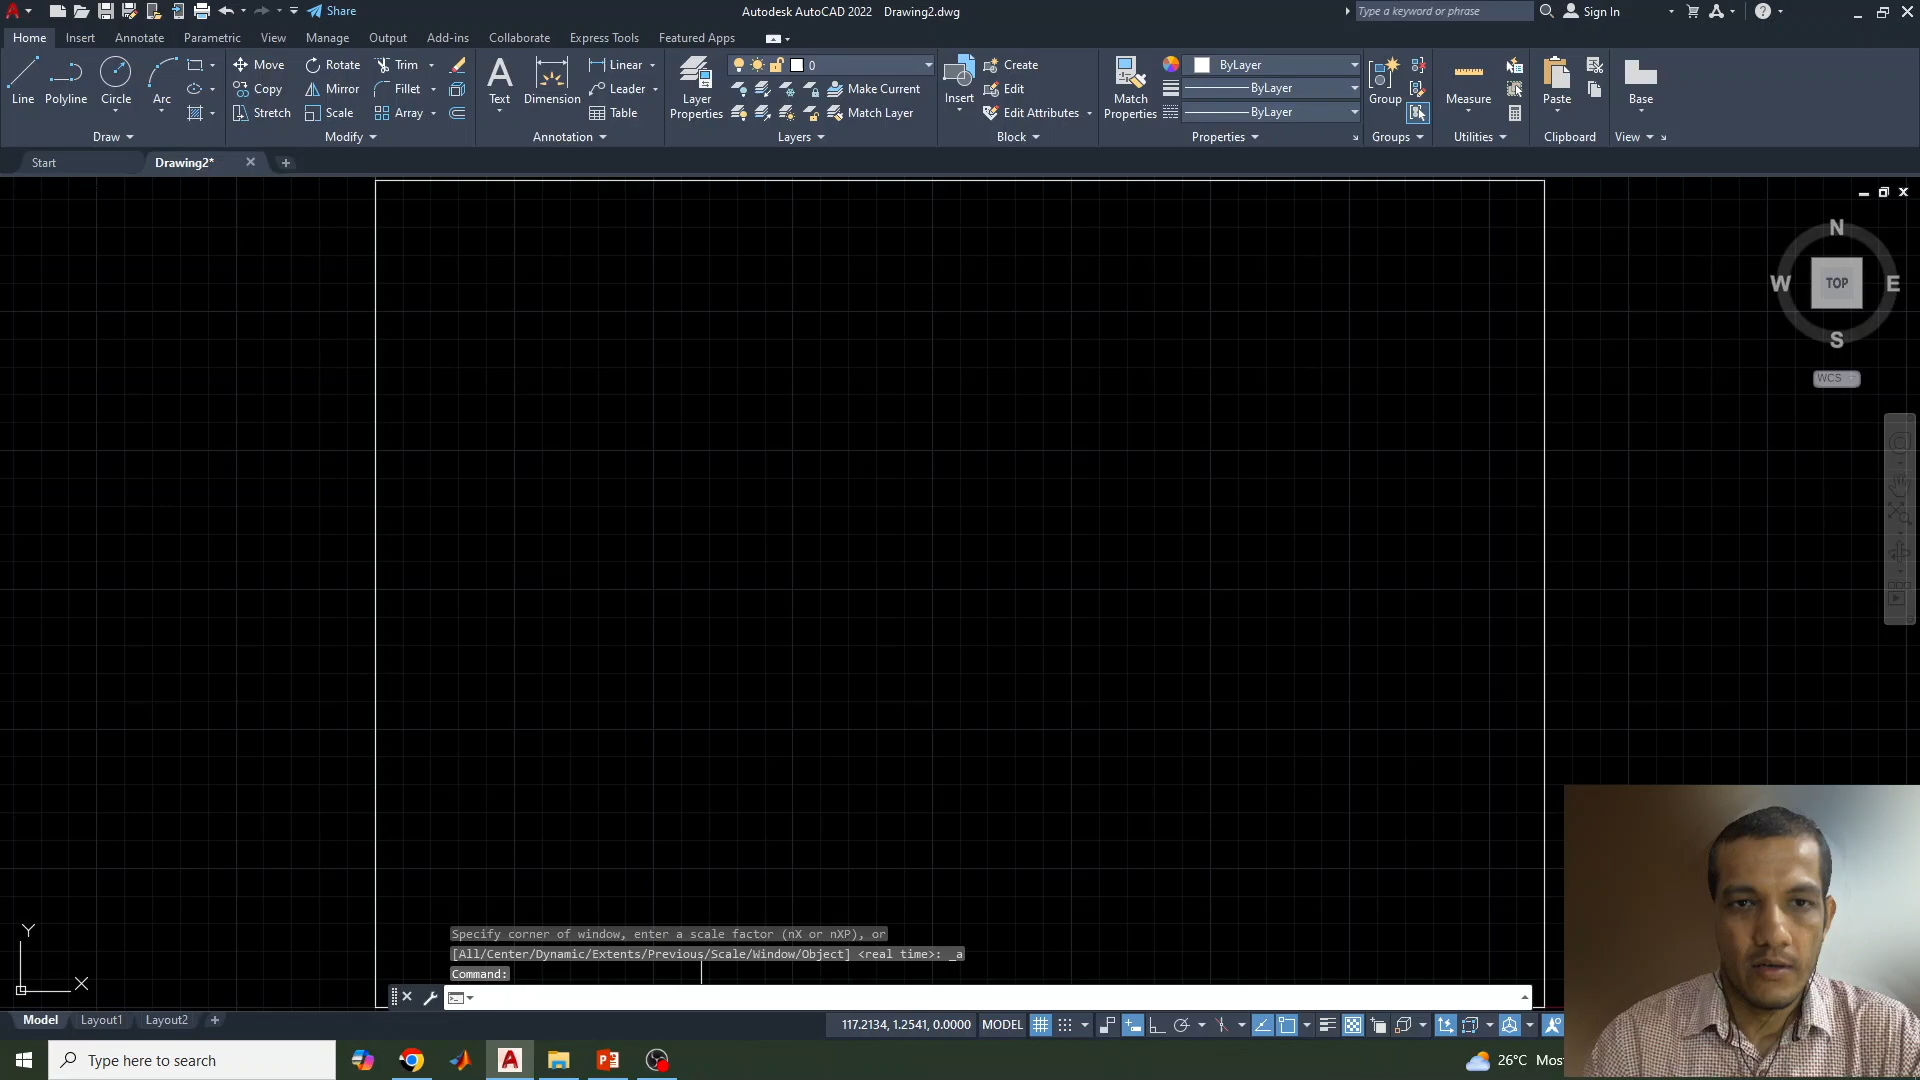 Share
Autodesk AutoCAD 2022 Drawing2.dwg
Type a keyword or phrase
Sign In
Home Insert Annotate Parametric View Manage Output Add-ins Collaborate Express Tools Featured Apps
Line Polyline Circle Arc
Draw
Move Rotate Trim
Copy Mirror Fillet
Stretch Scale Array
Modify
Text Dimension
Linear
Leader
Table
Annotation
Layer Properties
0
Make Current
Match Layer
Layers
Insert
Create
Edit
Edit Attributes
Block
Match Properties
ByLayer
ByLayer
ByLayer
Properties
Group
Groups
Measure
Utilities
Paste
Clipboard
Base
View
Start Drawing2*
N
W TOP E
S
WCS
Y
X
Specify corner of window, enter a scale factor (nX or nXP), or
[All/Center/Dynamic/Extents/Previous/Scale/Window/Object] <real time>: _a
Command:
Model Layout1 Layout2
117.2134, 1.2541, 0.0000 MODEL
Type here to search
26°C